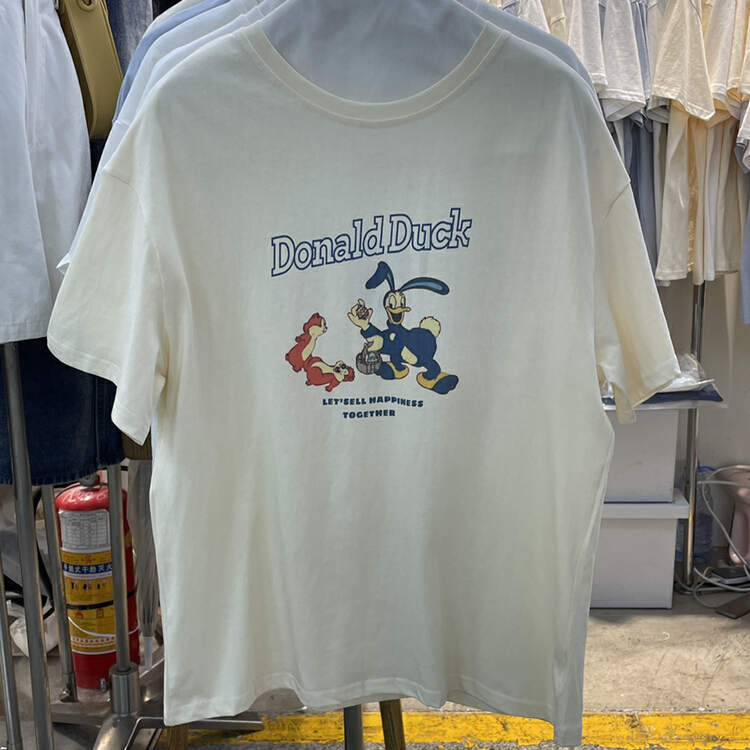 Donald Duck
LET'SELL HAPPINESS
TOGETHER